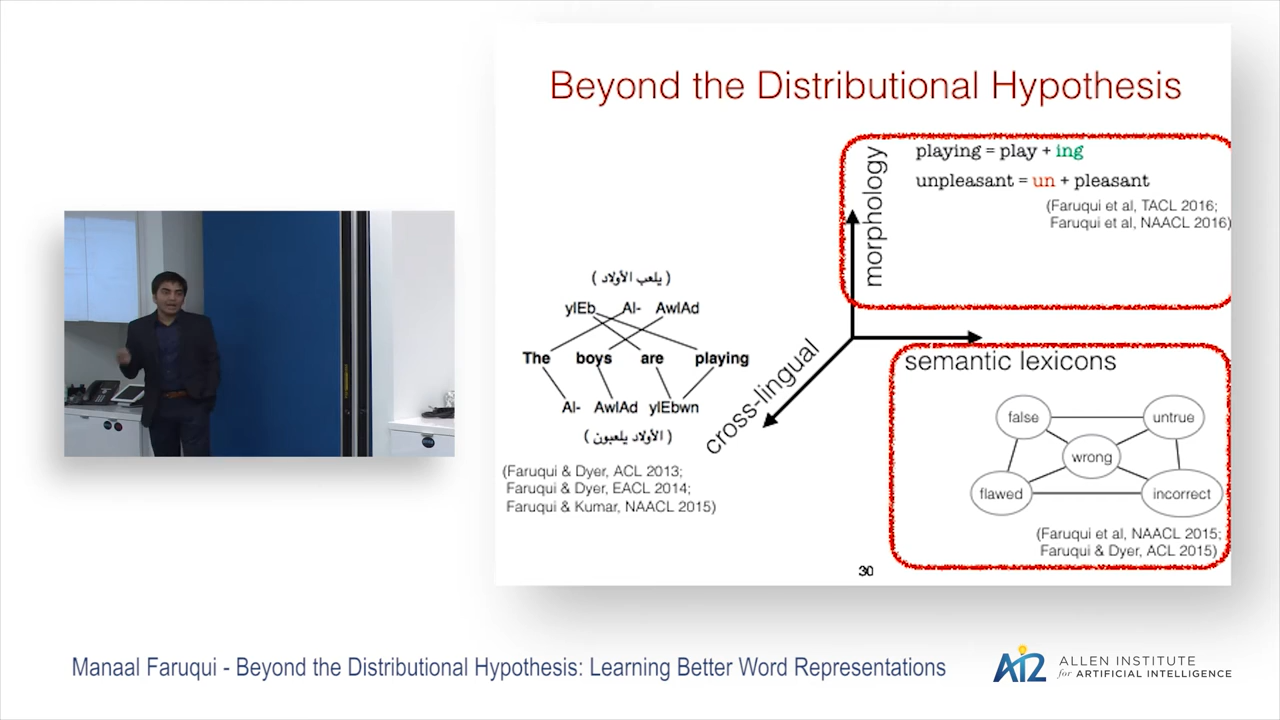 Beyond the Distributional Hypothesis
morphology
playing = play + ing
unpleasant = un + pleasant
(Faruqui et al, TACL 2016;
Faruqui et al, NAACL 2016)
( يلعب الأولاد )
ylEb Al- AwlAd
The boys are playing
Al- AwlAd ylEbwn
( الأولاد يلعبون )
(Faruqui & Dyer, ACL 2013;
Faruqui & Dyer, EACL 2014;
Faruqui & Kumar, NAACL 2015)
cross-lingual
semantic lexicons
false untrue
wrong
flawed incorrect
(Faruqui et al, NAACL 2015;
Faruqui & Dyer, ACL 2015)
30
Manaal Faruqui - Beyond the Distributional Hypothesis: Learning Better Word Representations
AI2
ALLEN INSTITUTE
for ARTIFICIAL INTELLIGENCE